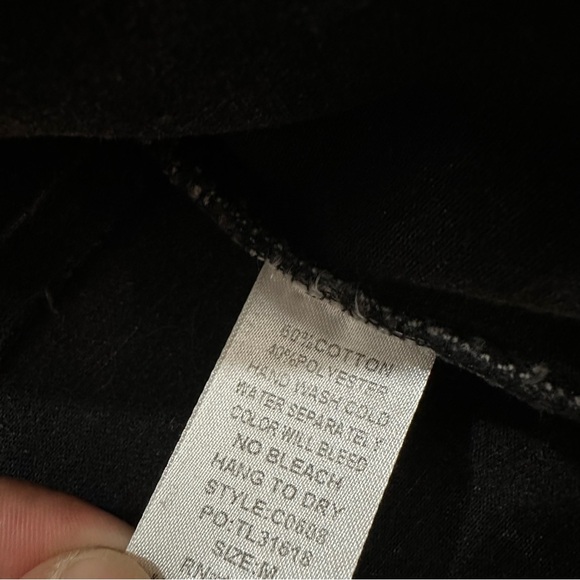 60%COTTON
40%POLYESTER
HAND WASH COLD
WATER SEPARATELY
COLOR WILL BLEED
NO BLEACH
HANG TO DRY
STYLE:C0608
PO:TL31618
SIZE:M